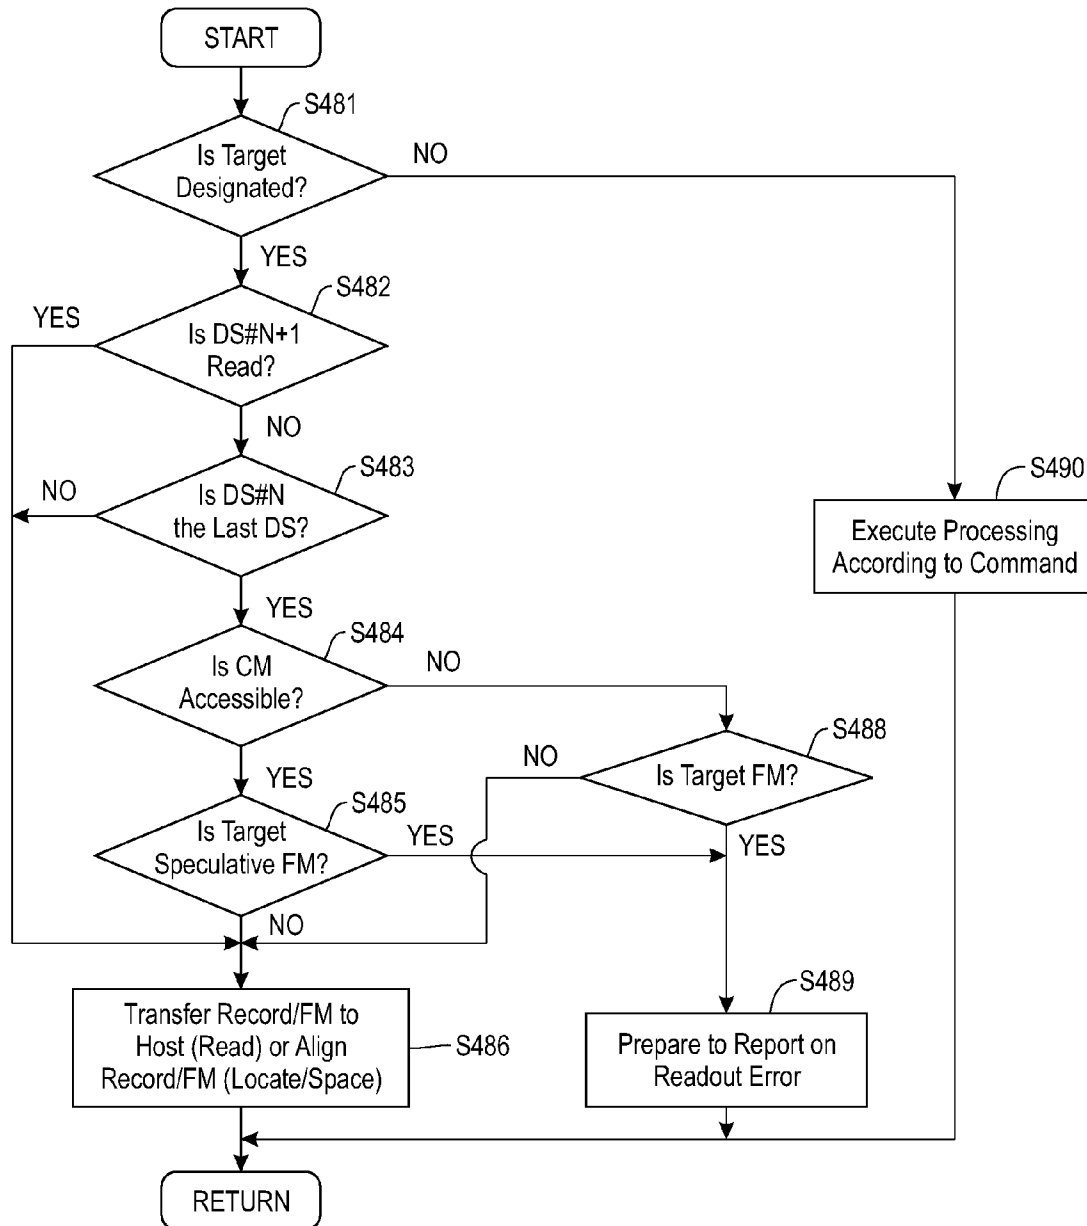 START
S481
Is Target
Designated?
NO
YES
S482
YES
Is DS#N+1
Read?
NO
S483
NO
Is DS#N
the Last DS?
S490
Execute Processing
According to Command
YES
S484
Is CM
Accessible?
NO
S488
NO
Is Target FM?
YES
S485
Is Target
Speculative FM?
YES
YES
NO
S489
Transfer Record/FM to
Host (Read) or Align
Record/FM (Locate/Space)
S486
Prepare to Report on
Readout Error
RETURN